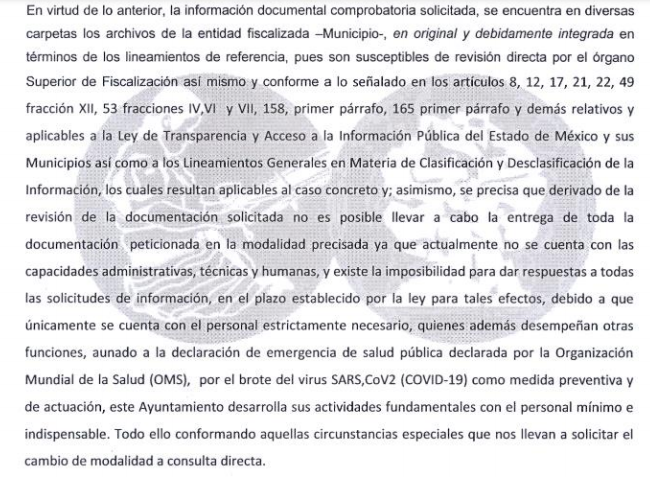 En virtud de lo anterior, la información documental comprobatoria solicitada, se encuentra en diversas
carpetas los archivos de la entidad fiscalizada –Municipio-, en original y debidamente integrada en
términos de los lineamientos de referencia, pues son susceptibles de revisión directa por el órgano
Superior de Fiscalización así mismo y conforme a lo señalado en los artículos 8, 12, 17, 21, 22, 49
fracción XII, 53 fracciones IV,VI y VII, 158, primer párrafo, 165 primer párrafo y demás relativos y
aplicables a la Ley de Transparencia y Acceso a la Información Pública del Estado de México y sus
Municipios así como a los Lineamientos Generales en Materia de Clasificación y Desclasificación de la
Información, los cuales resultan aplicables al caso concreto y; asimismo, se precisa que derivado de la
revisión de la documentación solicitada no es posible llevar a cabo la entrega de toda la
documentación peticionada en la modalidad precisada ya que actualmente no se cuenta con las
capacidades administrativas, técnicas y humanas, y existe la imposibilidad para dar respuestas a todas
las solicitudes de información, en el plazo establecido por la ley para tales efectos, debido a que
únicamente se cuenta con el personal estrictamente necesario, quienes además desempeñan otras
funciones, aunado a la declaración de emergencia de salud pública declarada por la Organización
Mundial de la Salud (OMS), por el brote del virus SARS,CoV2 (COVID-19) como medida preventiva y
de actuación, este Ayuntamiento desarrolla sus actividades fundamentales con el personal mínimo e
indispensable. Todo ello conformando aquellas circunstancias especiales que nos llevan a solicitar el
cambio de modalidad a consulta directa.